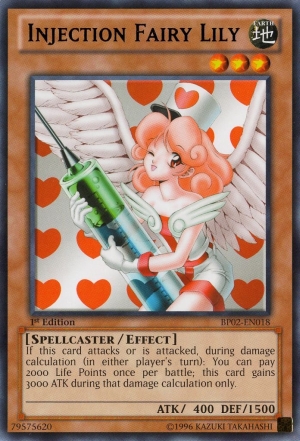 INJECTION FAIRY LILY
EARTH
地
1st Edition
BP02-EN018
[SPELLCASTER / EFFECT]
If this card attacks or is attacked, during damage
calculation (in either player's turn): You can pay
2000 Life Points once per battle; this card gains
3000 ATK during that damage calculation only.
ATK/ 400 DEF/1500
79575620
©1996 KAZUKI TAKAHASHI